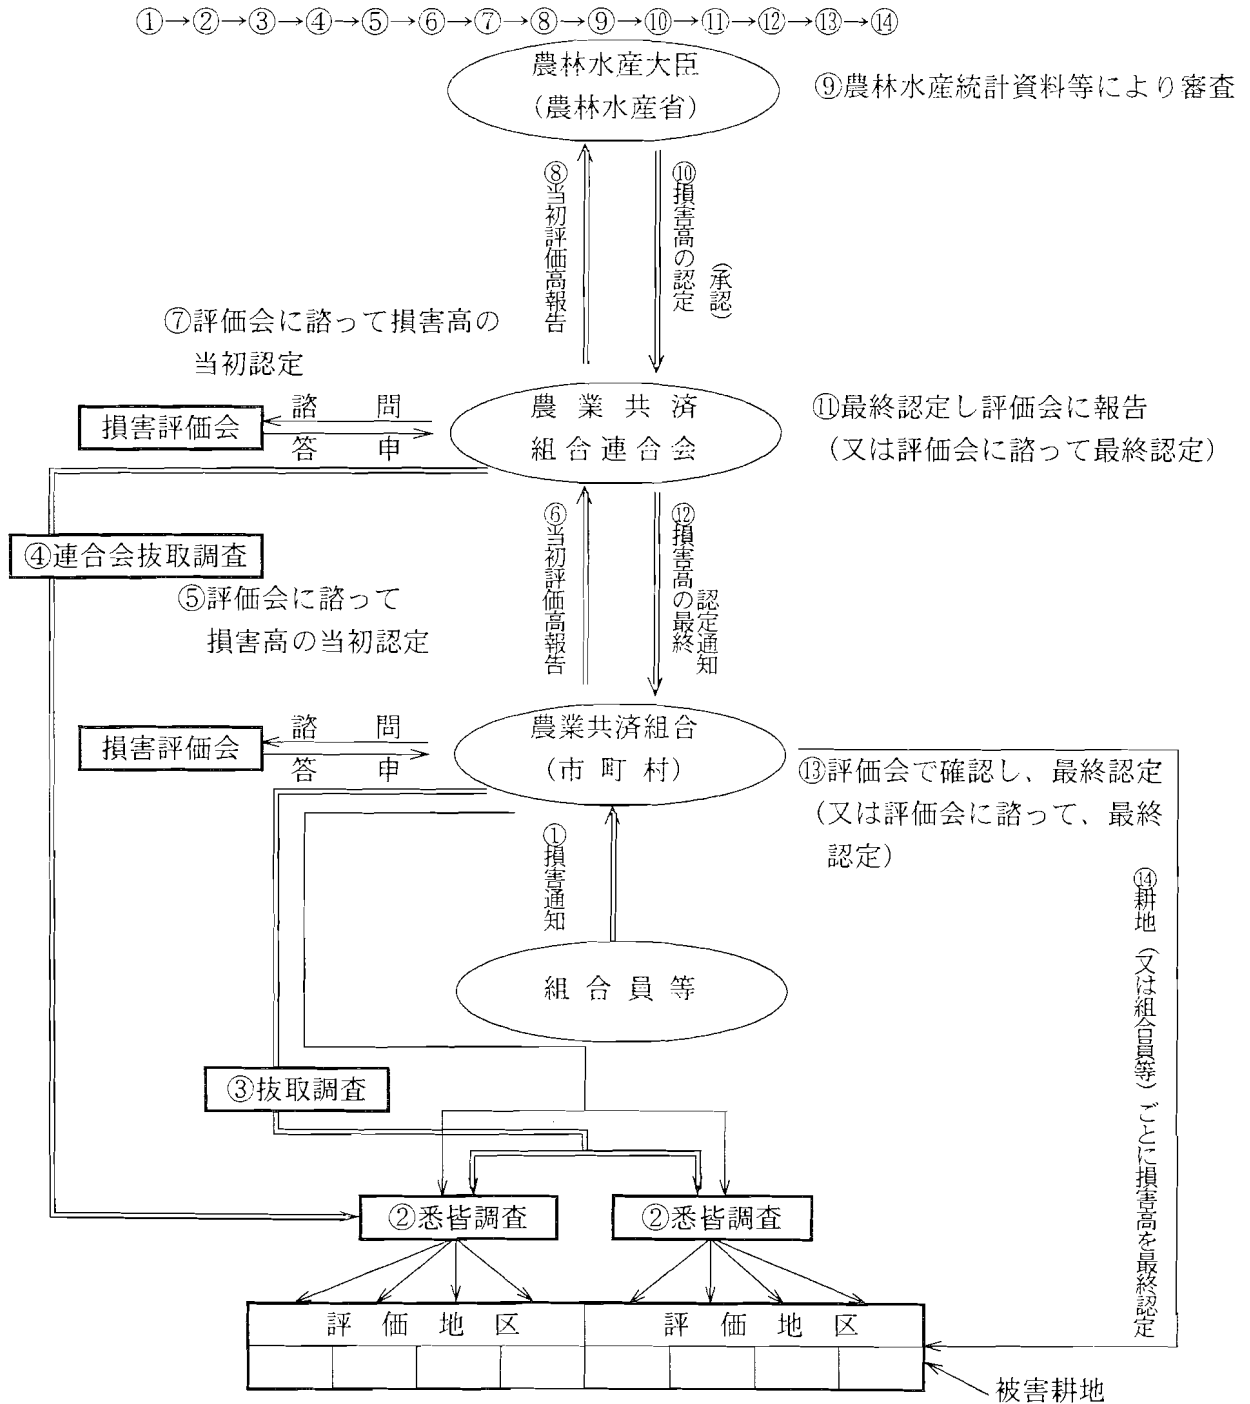 ①→②→③→④→⑤→⑥→⑦→⑧→⑨→⑩→⑪→⑫→⑬→⑭
農林水産大臣
（農林水産省）
⑨農林水産統計資料等により審査
⑧当初評価高報告
⑩損害高の認定
（承認）
⑦評価会に諮って損害高の
当初認定
損害評価会
諮問
答申
農業共済
組合連合会
⑪最終認定し評価会に報告
（又は評価会に諮って最終認定）
④連合会抜取調査
⑤評価会に諮って
損害高の当初認定
⑥当初評価高報告
⑫損害高の最終
認定通知
損害評価会
諮問
答申
農業共済組合
（市町村）
⑬評価会で確認し、最終認定
（又は評価会に諮って、最終
認定）
①損害通知
組合員等
⑭耕地（又は組合員等）ごとに損害高を最終認定
③抜取調査
②悉皆調査
②悉皆調査
評価地区
評価地区
被害耕地